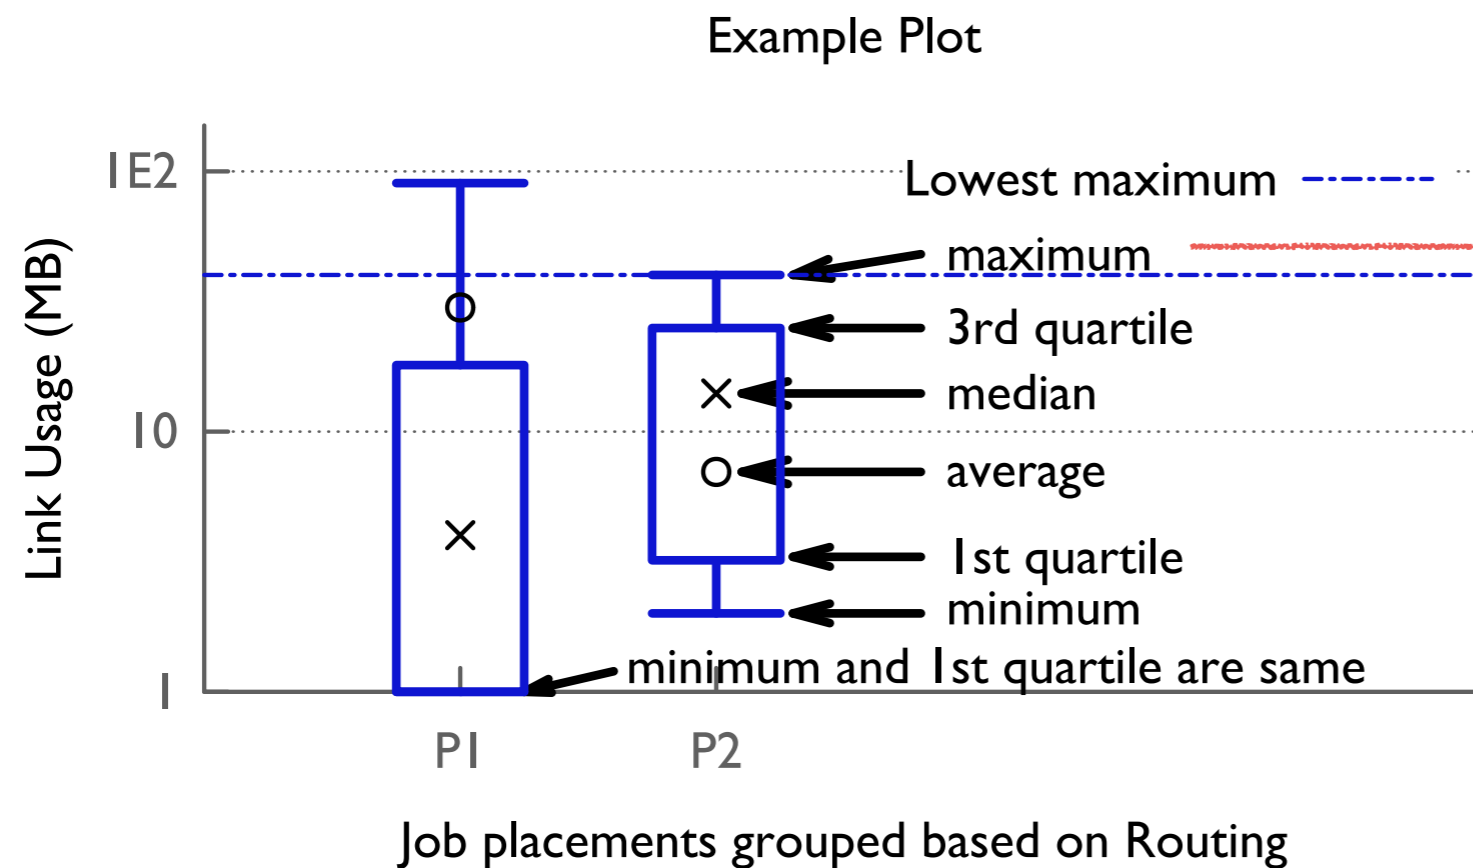 Example Plot
1E2
Lowest maximum
maximum
3rd quartile
median
10
average
1st quartile
minimum
minimum and 1st quartile are same
1
P1 P2
Link Usage (MB)
Job placements grouped based on Routing